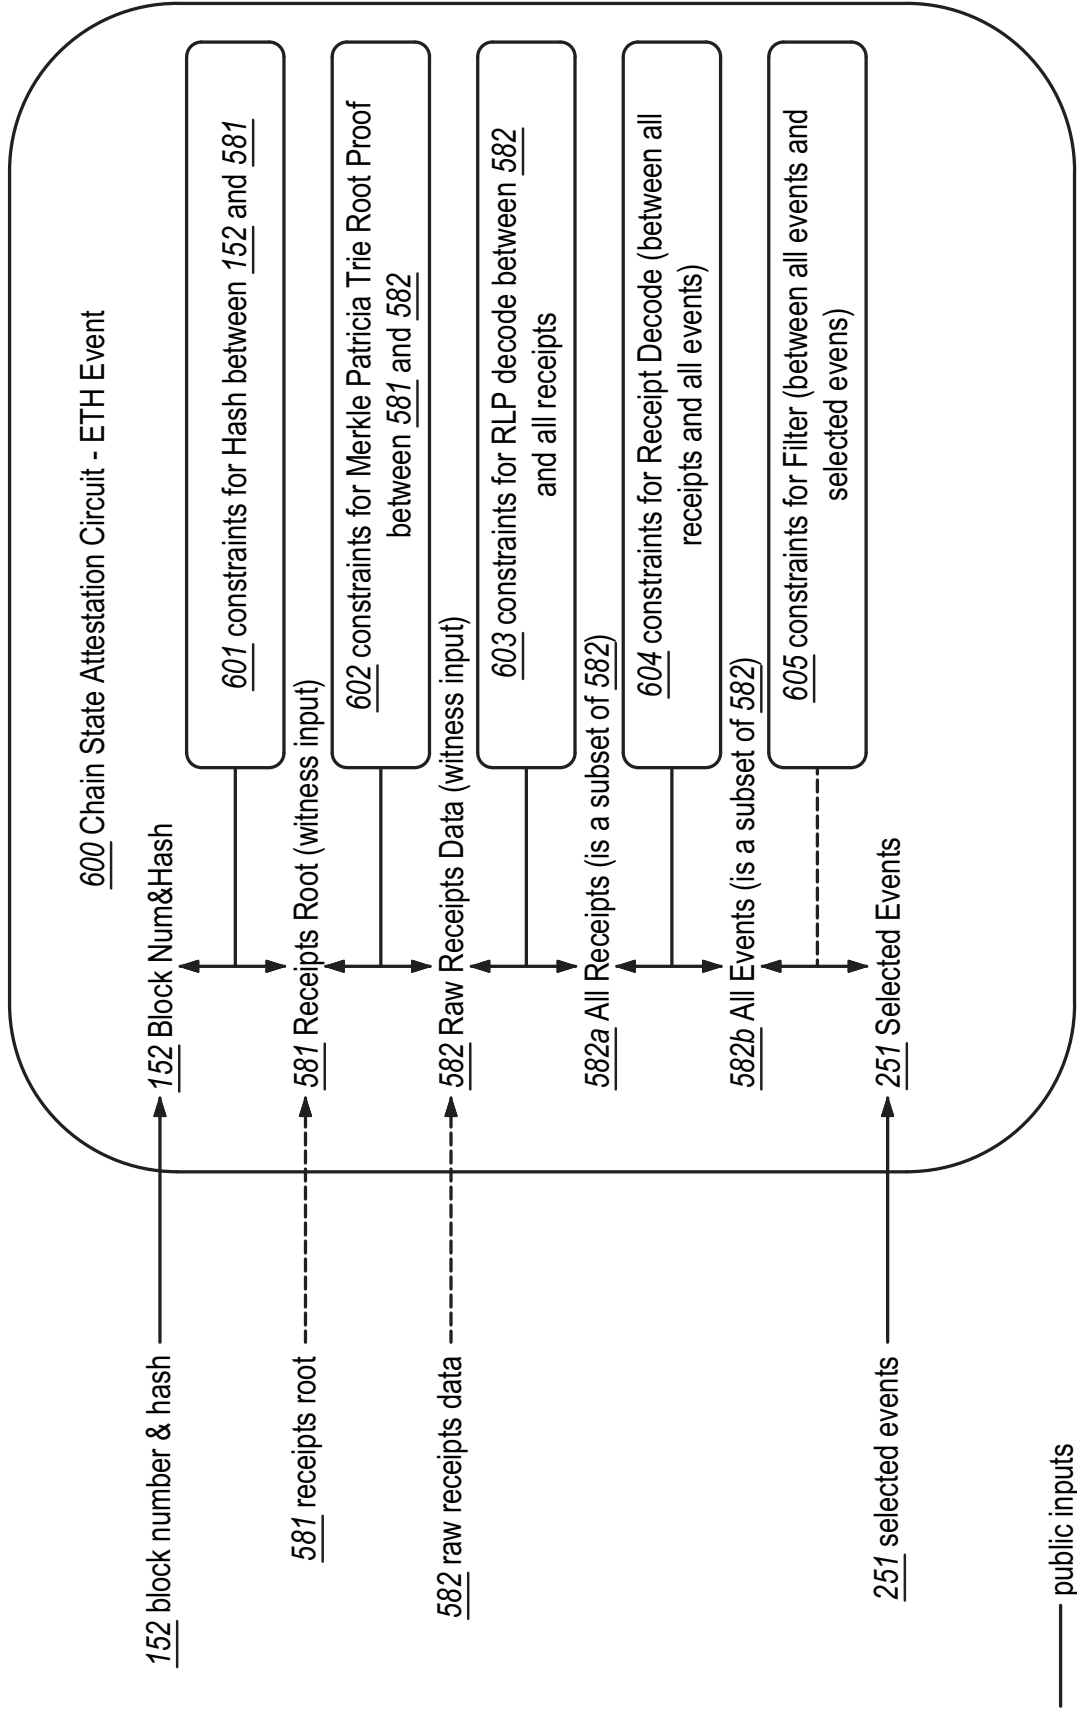 600 Chain State Attestation Circuit - ETH Event
152 block number & hash
152 Block Num&Hash
601 constraints for Hash between 152 and 581
581 receipts root
581 Receipts Root (witness input)
602 constraints for Merkle Patricia Trie Root Proof
between 581 and 582
582 raw receipts data
582 Raw Receipts Data (witness input)
603 constraints for RLP decode between 582
and all receipts
582a All Receipts (is a subset of 582)
604 constraints for Receipt Decode (between all
receipts and all events)
582b All Events (is a subset of 582)
605 constraints for Filter (between all events and
selected evens)
251 selected events
251 Selected Events
public inputs